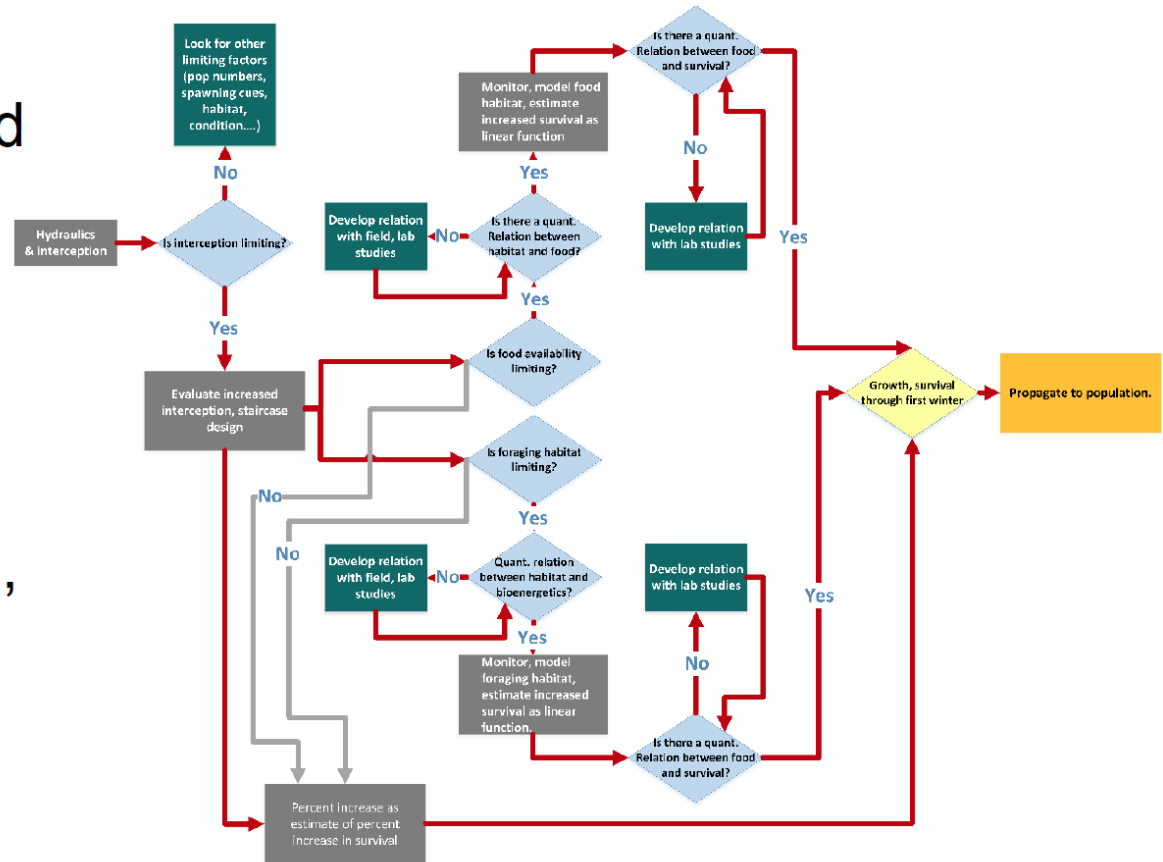 d
,
Look for other
limiting factors
(pop numbers,
spawning cues,
habitat,
condition....)
No
Hydraulics
& interception
Is interception limiting?
Yes
Evaluate increased
interception, staircase
design
Is there a quant.
Relation between food
and survival?
Monitor, model food
habitat, estimate
increased survival as
linear function
No
Yes
Develop relation
with field, lab
studies
No
Is there a quant.
Relation between
habitat and food?
Develop relation
with lab studies
Yes
Yes
Is food availability
limiting?
Growth, survival
through first winter
Propagate to population.
Is foraging habitat
limiting?
No
No
Yes
Develop relation
with field, lab
studies
No
Quant. relation
between habitat and
bioenergetics?
Develop relation
with lab studies
Yes
Yes
Monitor, model
foraging habitat,
estimate increased
survival as linear
function.
No
Is there a quant.
Relation between food
and survival?
Percent increase as
estimate of percent
increase in survival